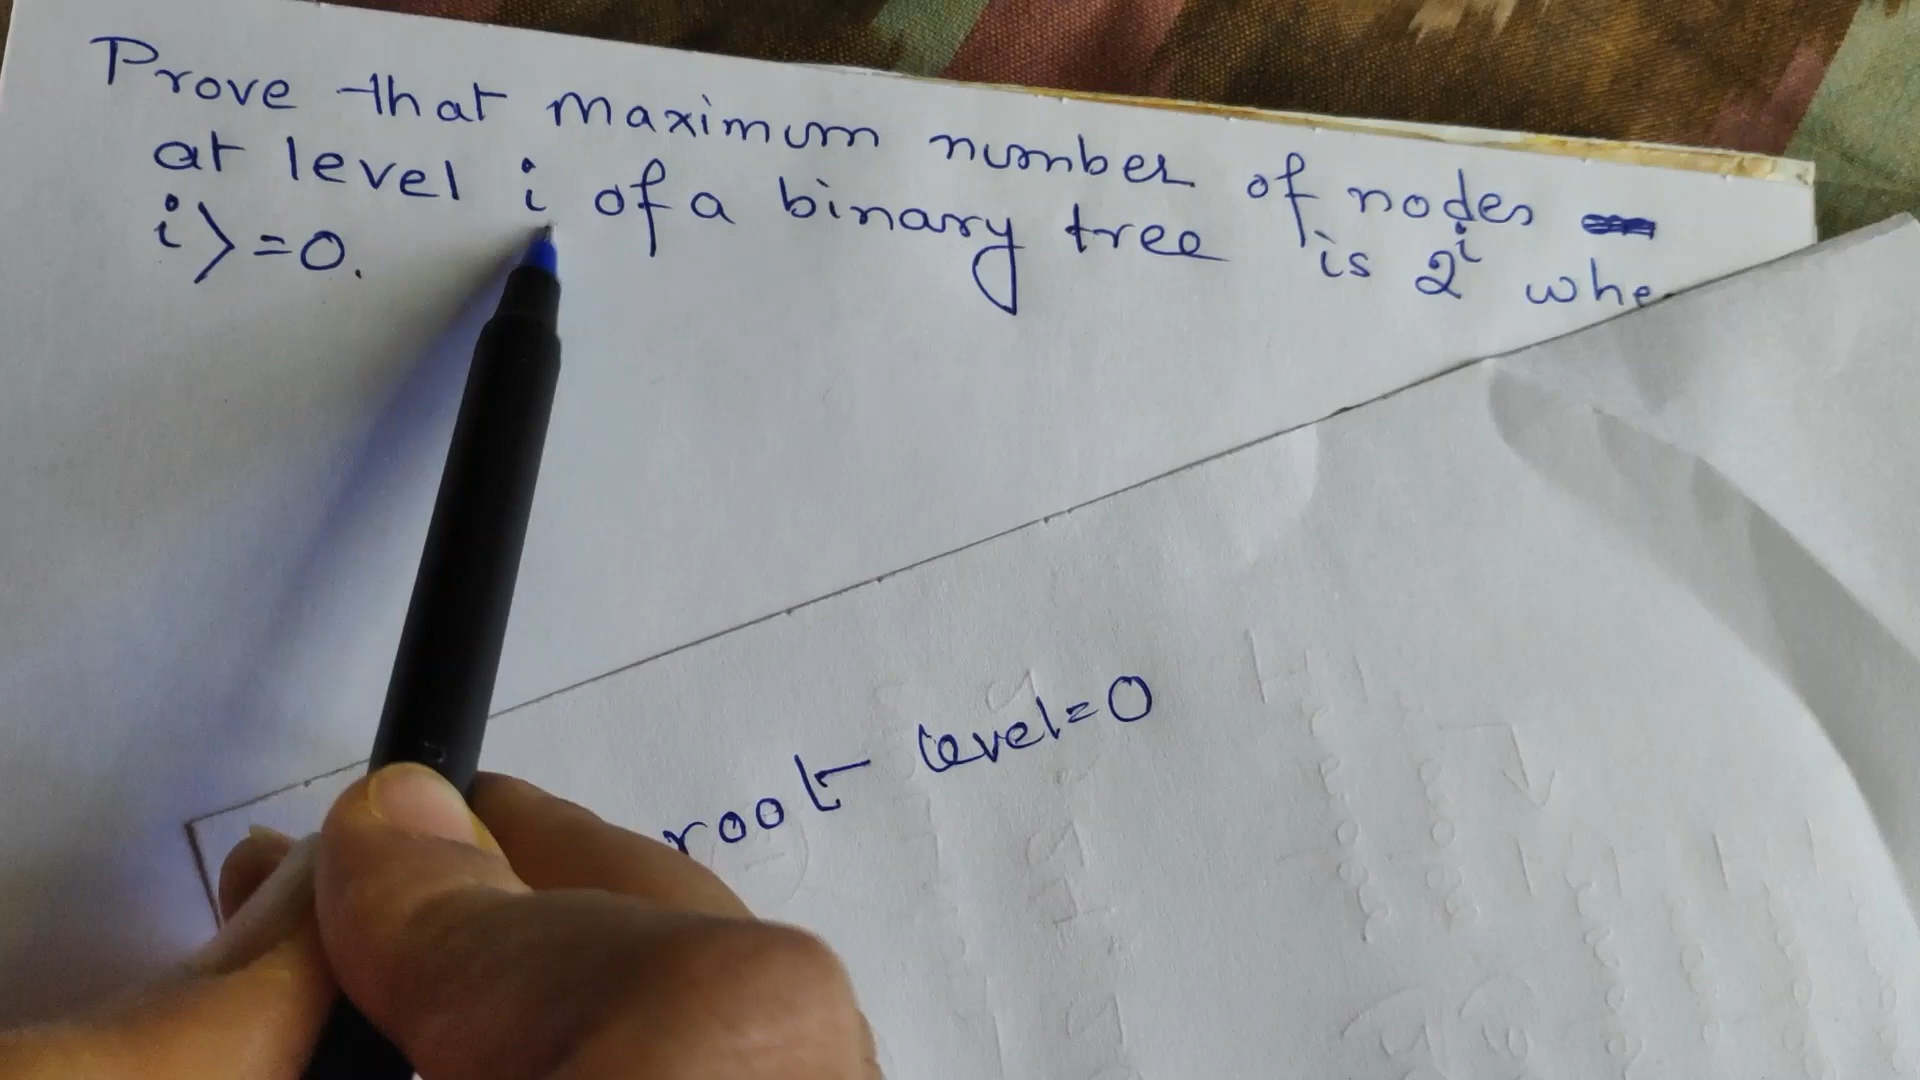 Prove that maximum number of nodes
at level i of a binary tree is 2^i whe
i>=0.
root level=0